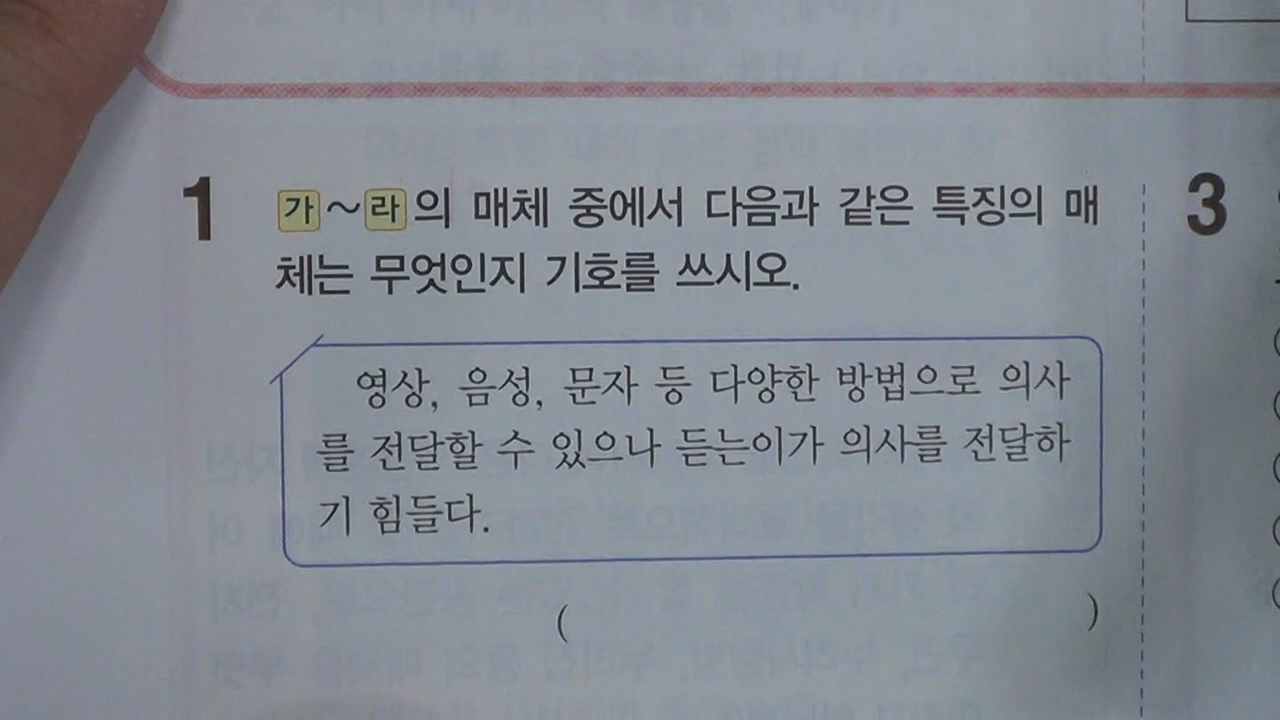 1 가~라의 매체 중에서 다음과 같은 특징의 매
체는 무엇인지 기호를 쓰시오.
영상, 음성, 문자 등 다양한 방법으로 의사
를 전달할 수 있으나 듣는이가 의사를 전달하
기 힘들다.
( )
3